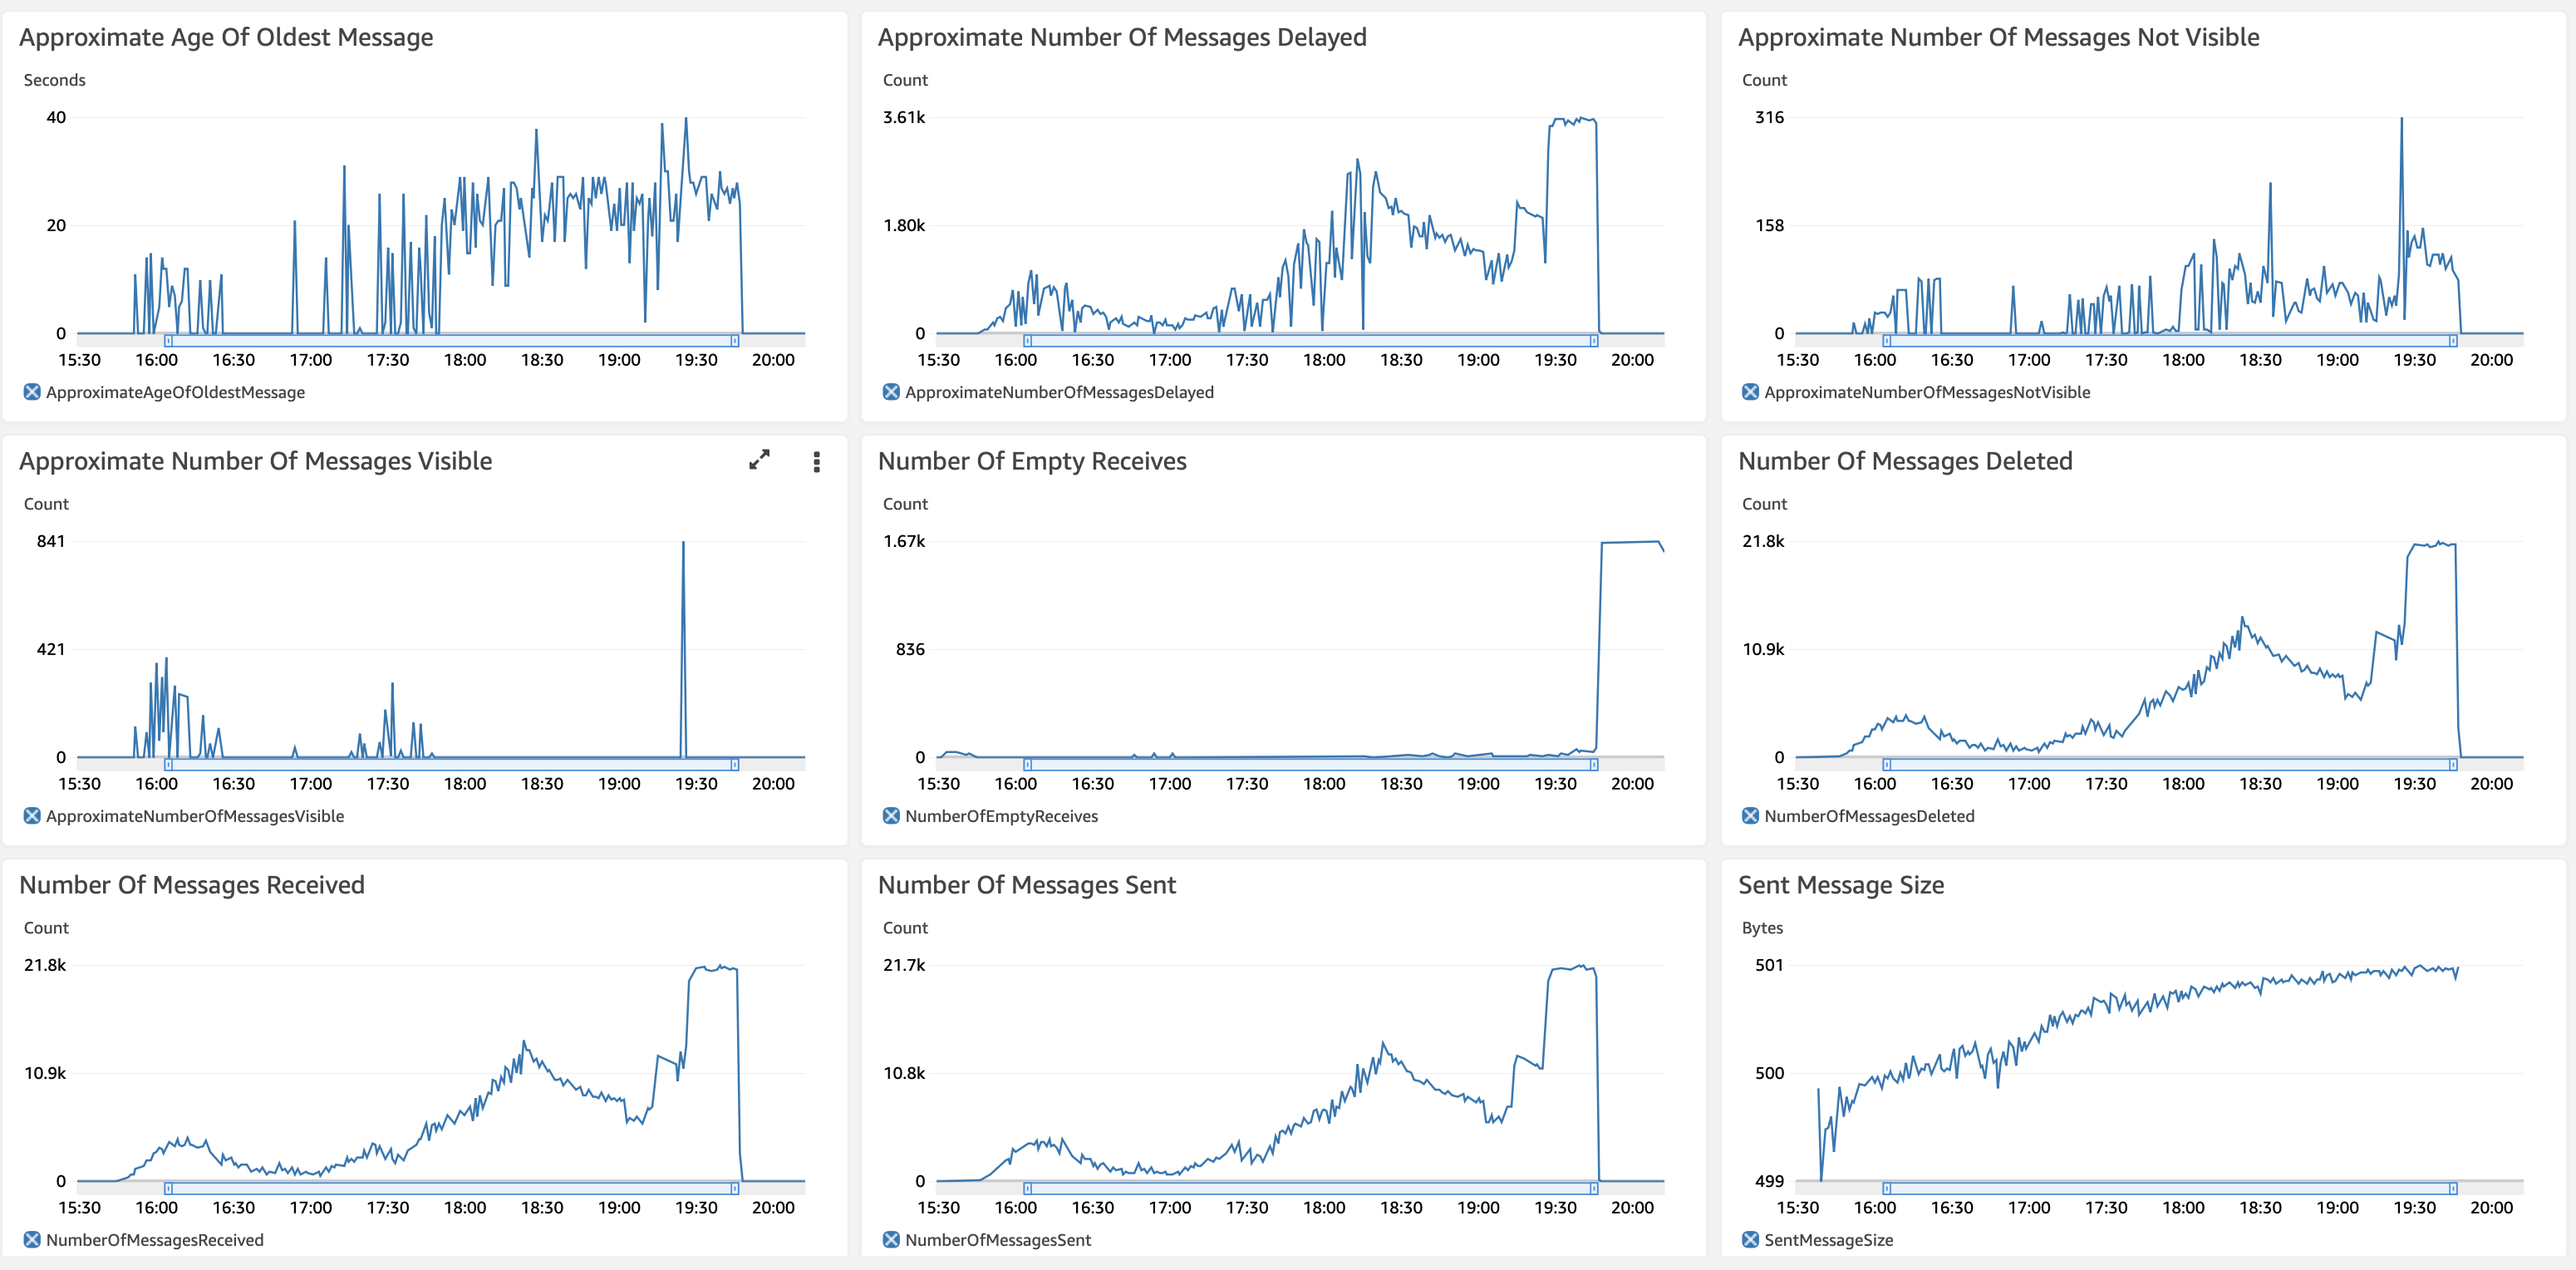 Approximate Age Of Oldest Message
Seconds
40
20
0
15:30 16:00 16:30 17:00 17:30 18:00 18:30 19:00 19:30 20:00
ApproximateAgeOfOldestMessage
Approximate Number Of Messages Delayed
Count
3.61k
1.80k
0
15:30 16:00 16:30 17:00 17:30 18:00 18:30 19:00 19:30 20:00
ApproximateNumberOfMessagesDelayed
Approximate Number Of Messages Not Visible
Count
316
158
0
15:30 16:00 16:30 17:00 17:30 18:00 18:30 19:00 19:30 20:00
ApproximateNumberOfMessagesNotVisible
Approximate Number Of Messages Visible
Count
841
421
0
15:30 16:00 16:30 17:00 17:30 18:00 18:30 19:00 19:30 20:00
ApproximateNumberOfMessagesVisible
Number Of Empty Receives
Count
1.67k
836
0
15:30 16:00 16:30 17:00 17:30 18:00 18:30 19:00 19:30 20:00
NumberOfEmptyReceives
Number Of Messages Deleted
Count
21.8k
10.9k
0
15:30 16:00 16:30 17:00 17:30 18:00 18:30 19:00 19:30 20:00
NumberOfMessagesDeleted
Number Of Messages Received
Count
21.8k
10.9k
0
15:30 16:00 16:30 17:00 17:30 18:00 18:30 19:00 19:30 20:00
NumberOfMessagesReceived
Number Of Messages Sent
Count
21.7k
10.8k
0
15:30 16:00 16:30 17:00 17:30 18:00 18:30 19:00 19:30 20:00
NumberOfMessagesSent
Sent Message Size
Bytes
501
500
499
15:30 16:00 16:30 17:00 17:30 18:00 18:30 19:00 19:30 20:00
SentMessageSize